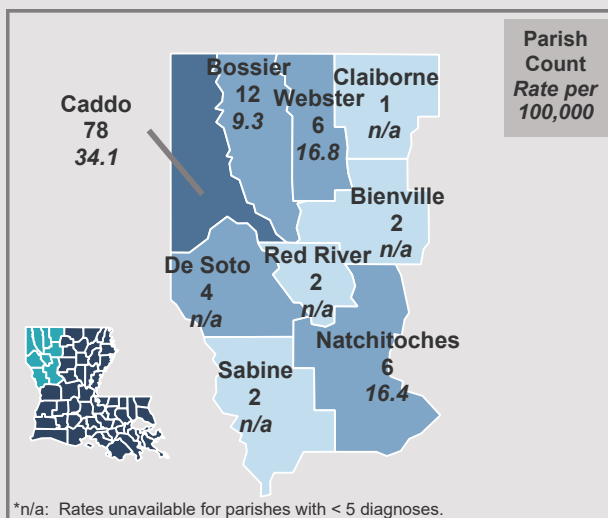 Parish
Count
Rate per
100,000
Caddo
78
34.1
Bossier
12
9.3
Webster
6
16.8
Claiborne
1
n/a
Bienville
2
n/a
De Soto
4
n/a
Red River
2
n/a
Natchitoches
6
16.4
Sabine
2
n/a
*n/a: Rates unavailable for parishes with < 5 diagnoses.